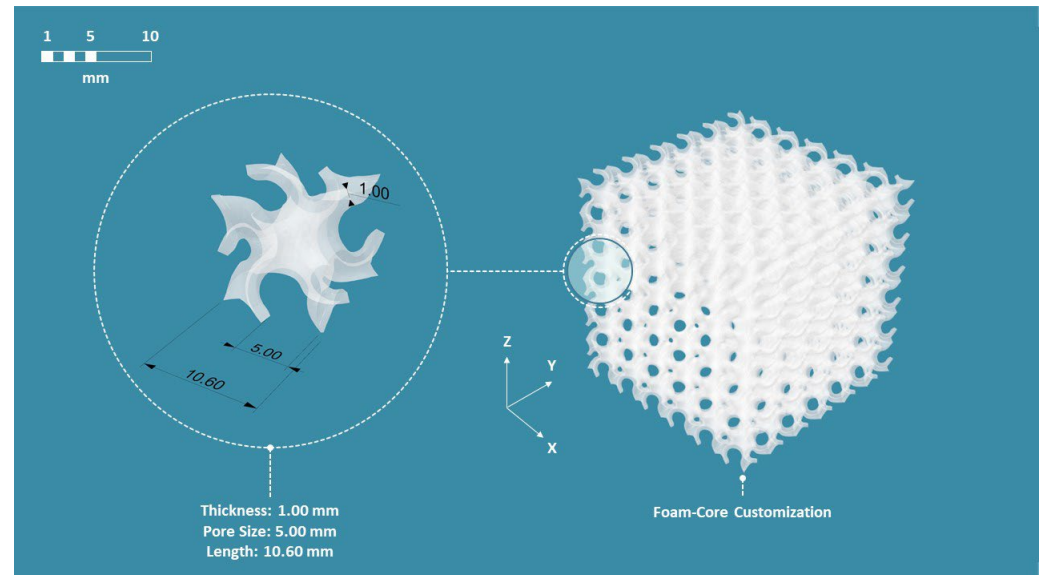 1 5 10
mm
1.00
5.00
10.60
Z
Y
X
Thickness: 1.00 mm
Pore Size: 5.00 mm
Length: 10.60 mm
Foam-Core Customization